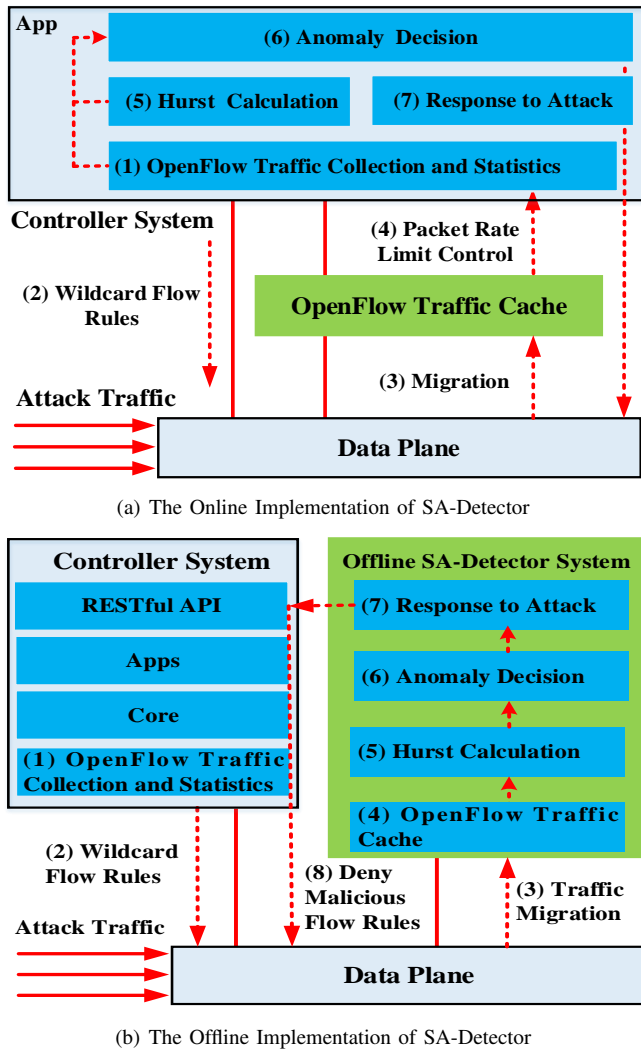 App
(6) Anomaly Decision
(5) Hurst Calculation
(7) Response to Attack
(1) OpenFlow Traffic Collection and Statistics
Controller System
(4) Packet Rate
Limit Control
(2) Wildcard Flow
Rules
OpenFlow Traffic Cache
(3) Migration
Attack Traffic
Data Plane
(a) The Online Implementation of SA-Detector
Controller System
RESTful API
Apps
Core
(1) OpenFlow Traffic
Collection and Statistics
Offline SA-Detector System
(7) Response to Attack
(6) Anomaly Decision
(5) Hurst Calculation
(4) OpenFlow Traffic
Cache
(2) Wildcard
Flow Rules
(8) Deny
Malicious
Flow Rules
(3) Traffic
Migration
Attack Traffic
Data Plane
(b) The Offline Implementation of SA-Detector